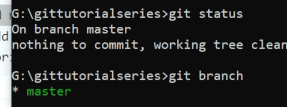 G:\gittutorialseries>git status
On branch master
nothing to commit, working tree clean
G:\gittutorialseries>git branch
* master